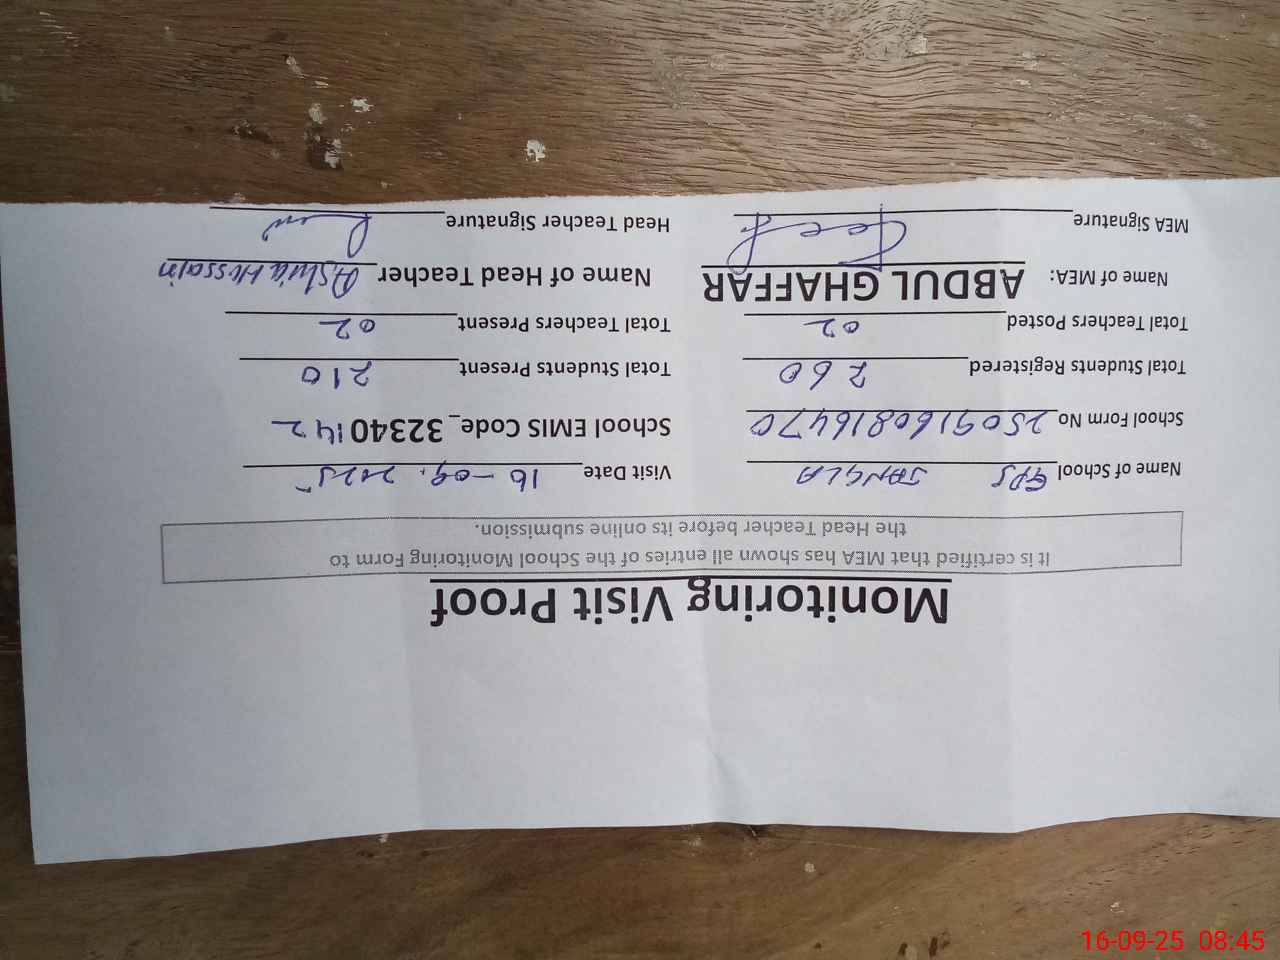 Monitoring Visit Proof
It is certified that MEA has shown all entries of the School Monitoring Form to
the Head Teacher before its online submission.
Name of School GPS JANGLA Visit Date 16-09-2025
School Form No 250916081647O School EMIS Code_ 32340142
Total Students Registered 260 Total Students Present 210
Total Teachers Posted 02 Total Teachers Present 02
Name of MEA: ABDUL GHAFFAR Name of Head Teacher Hussain
MEA Signature Head Teacher Signature
16-09-25 08:45